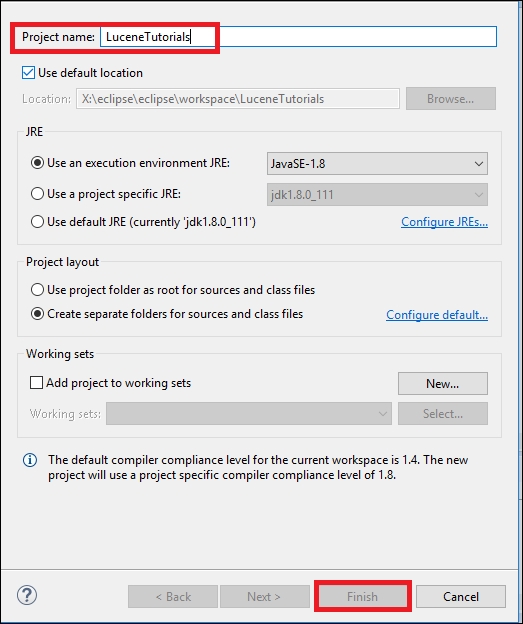 Project name: LuceneTutorials
Use default location
Location: X:\eclipse\eclipse\workspace\LuceneTutorials Browse...
JRE
Use an execution environment JRE: JavaSE-1.8
Use a project specific JRE: jdk1.8.0_111
Use default JRE (currently 'jdk1.8.0_111') Configure JREs...
Project layout
Use project folder as root for sources and class files
Create separate folders for sources and class files Configure default...
Working sets
Add project to working sets New...
Working sets: Select...
The default compiler compliance level for the current workspace is 1.4. The new
project will use a project specific compiler compliance level of 1.8.
? < Back Next > Finish Cancel